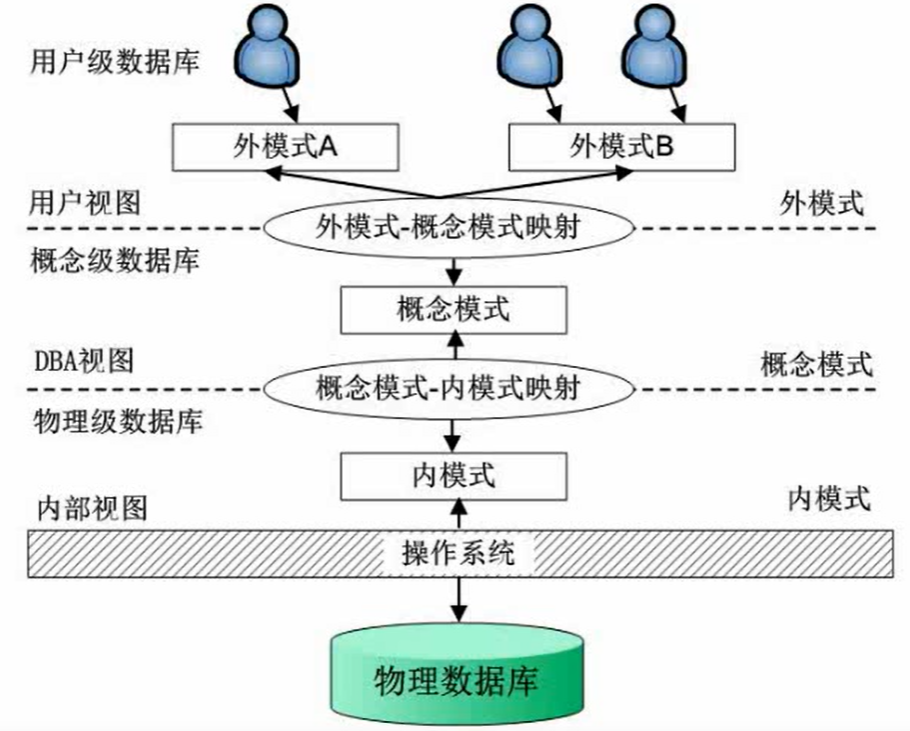 用户级数据库
外模式A
外模式B
用户视图
外模式
外模式-概念模式映射
概念级数据库
概念模式
DBA视图
概念模式
概念模式-内模式映射
物理级数据库
内模式
内部视图
内模式
操作系统
物理数据库